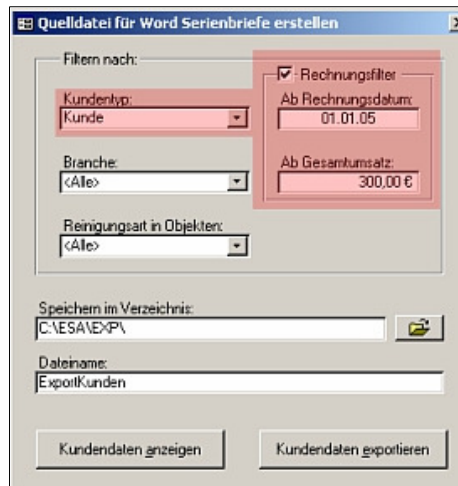 Quelldatei für Word Serienbriefe erstellen
Filtern nach:
Rechnungsfilter
Kundentyp:
Kunde
Ab Rechnungsdatum:
01.01.05
Branche:
<Alle>
Ab Gesamtumsatz:
300,00 €
Reinigungsart in Objekten:
<Alle>
Speichern im Verzeichnis:
C:\ESA\EXP\
Dateiname:
ExportKunden
Kundendaten anzeigen
Kundendaten exportieren